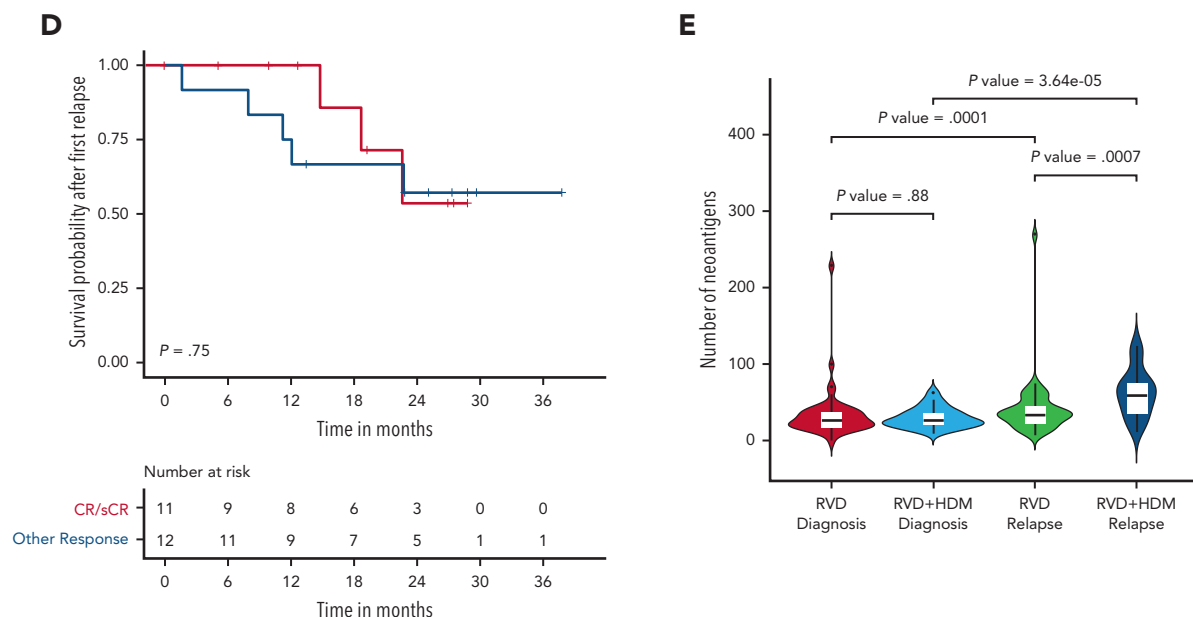 D
Survival probability after first relapse
1.00
0.75
0.50
0.25
0.00
P = .75
0 6 12 18 24 30 36
Time in months
Number at risk
CR/sCR 11 9 8 6 3 0 0
Other Response 12 11 9 7 5 1 1
0 6 12 18 24 30 36
Time in months
E
Number of neoantigens
400
300
200
100
0
P value = 3.64e-05
P value = .0001
P value = .0007
P value = .88
RVD Diagnosis
RVD+HDM Diagnosis
RVD Relapse
RVD+HDM Relapse